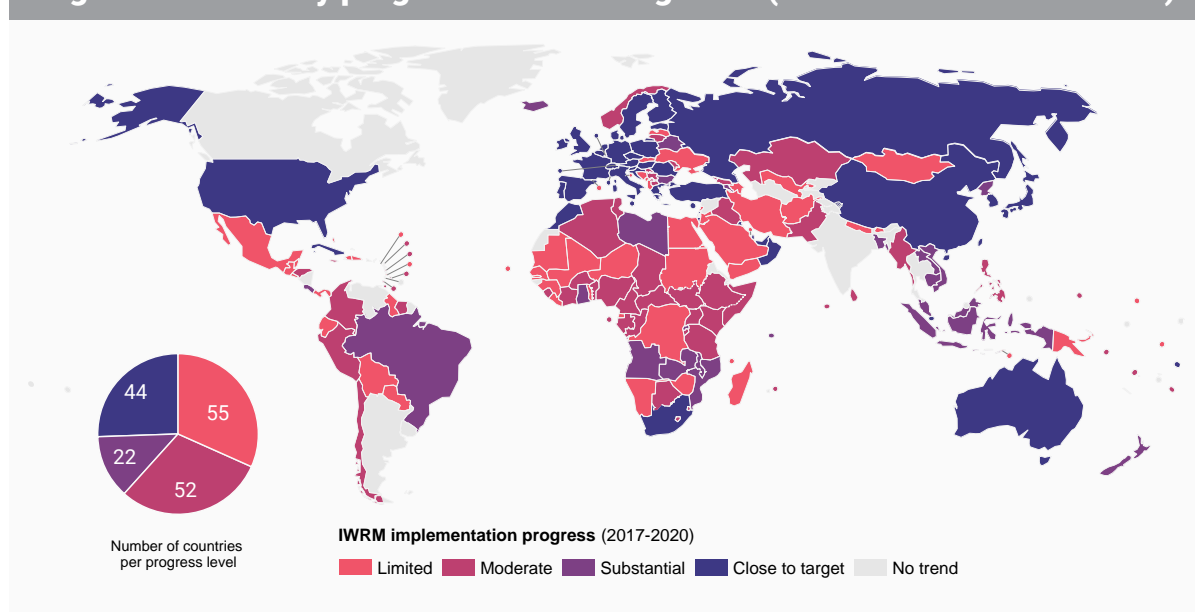 44
55
22
52
Number of countries
per progress level
IWRM implementation progress (2017-2020)
Limited
Moderate
Substantial
Close to target
No trend